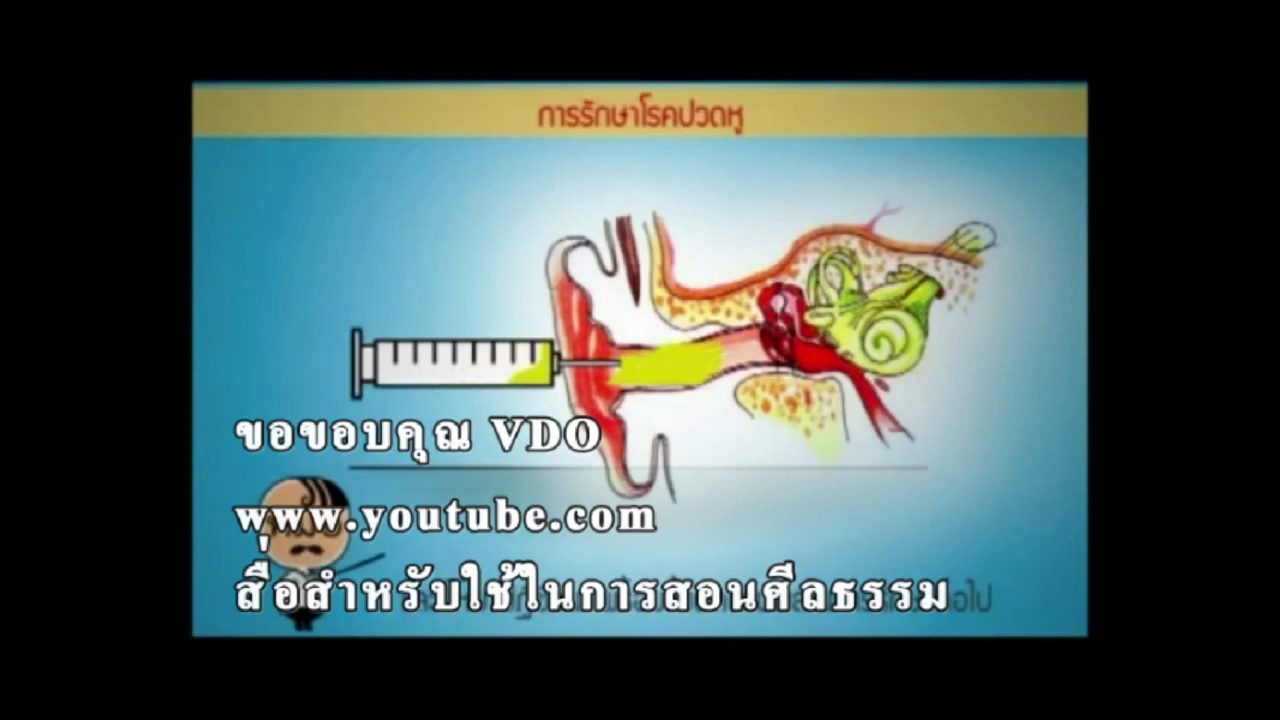 การรักษาโรคปวดหู
ขอขอบคุณ VDO
www.youtube.com
สื่อสำหรับใช้ในการสอนศีลธรรม